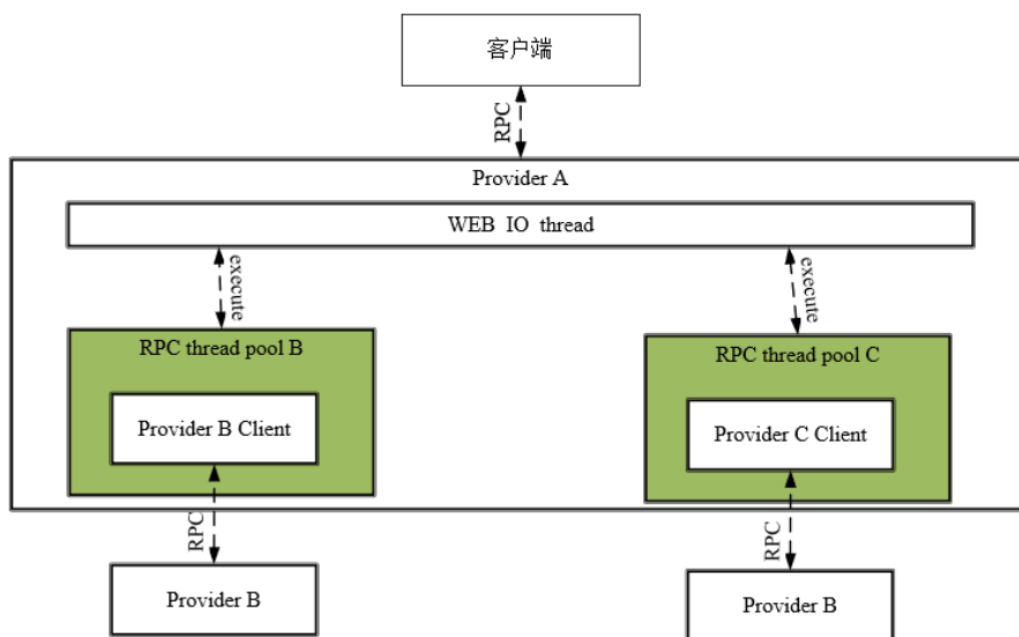 客户端
RPC
Provider A
WEB IO thread
execute
execute
RPC thread pool B
RPC thread pool C
Provider B Client
Provider C Client
RPC
RPC
Provider B
Provider B